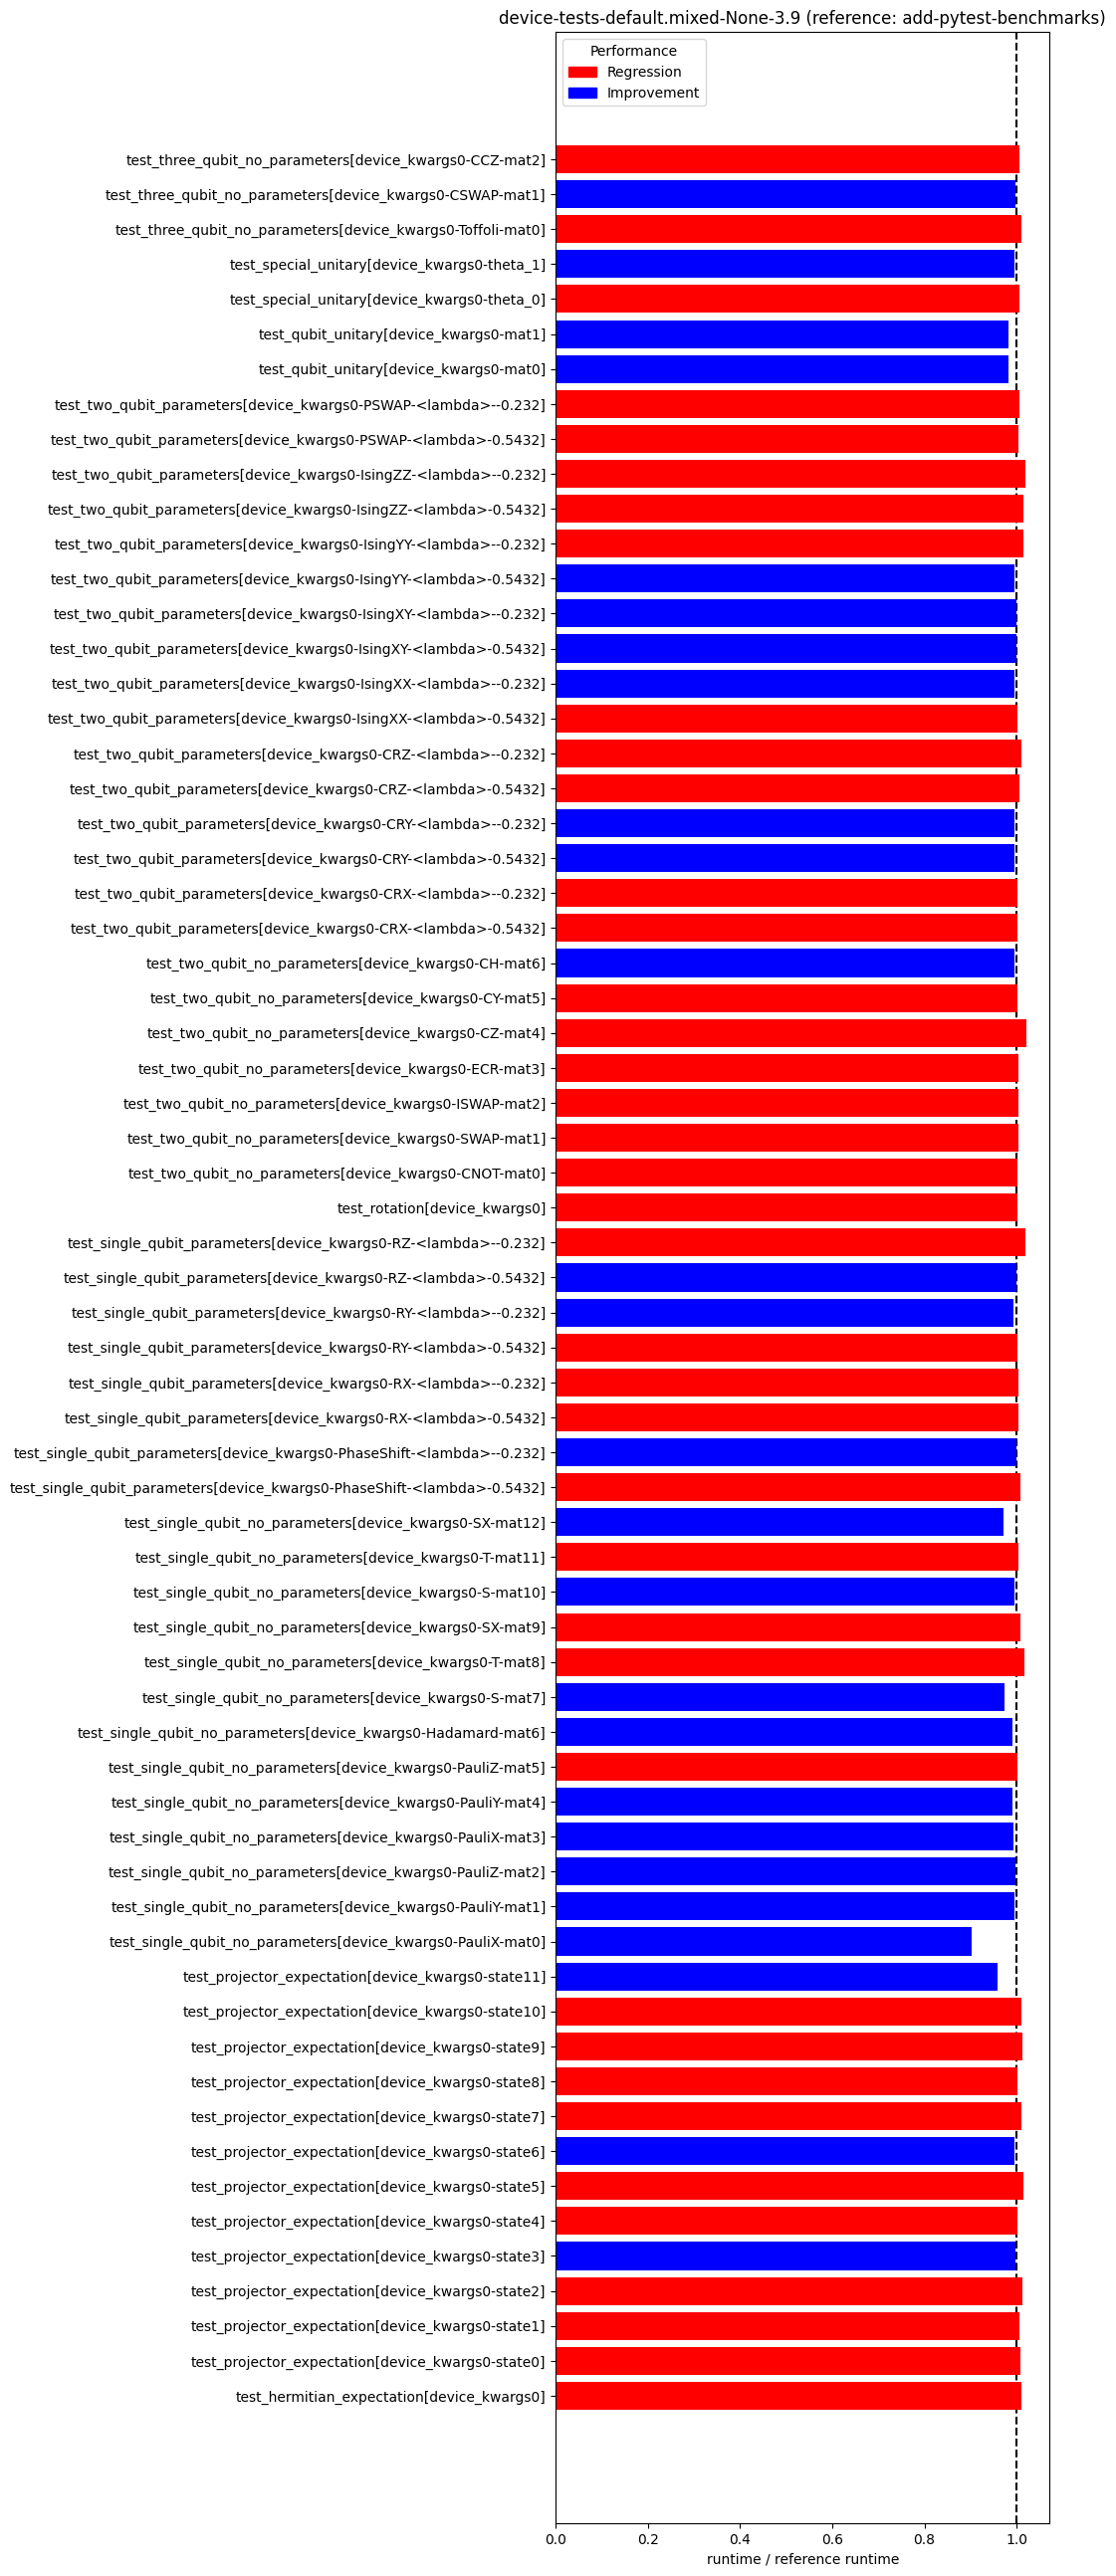 device-tests-default.mixed-None-3.9 (reference: add-pytest-benchmarks)
Performance
Regression
Improvement
test_three_qubit_no_parameters[device_kwargs0-CCZ-mat2]
test_three_qubit_no_parameters[device_kwargs0-CSWAP-mat1]
test_three_qubit_no_parameters[device_kwargs0-Toffoli-mat0]
test_special_unitary[device_kwargs0-theta_1]
test_special_unitary[device_kwargs0-theta_0]
test_qubit_unitary[device_kwargs0-mat1]
test_qubit_unitary[device_kwargs0-mat0]
test_two_qubit_parameters[device_kwargs0-PSWAP-<lambda>--0.232]
test_two_qubit_parameters[device_kwargs0-PSWAP-<lambda>-0.5432]
test_two_qubit_parameters[device_kwargs0-IsingZZ-<lambda>--0.232]
test_two_qubit_parameters[device_kwargs0-IsingZZ-<lambda>-0.5432]
test_two_qubit_parameters[device_kwargs0-IsingYY-<lambda>--0.232]
test_two_qubit_parameters[device_kwargs0-IsingYY-<lambda>-0.5432]
test_two_qubit_parameters[device_kwargs0-IsingXY-<lambda>--0.232]
test_two_qubit_parameters[device_kwargs0-IsingXY-<lambda>-0.5432]
test_two_qubit_parameters[device_kwargs0-IsingXX-<lambda>--0.232]
test_two_qubit_parameters[device_kwargs0-IsingXX-<lambda>-0.5432]
test_two_qubit_parameters[device_kwargs0-CRZ-<lambda>--0.232]
test_two_qubit_parameters[device_kwargs0-CRZ-<lambda>-0.5432]
test_two_qubit_parameters[device_kwargs0-CRY-<lambda>--0.232]
test_two_qubit_parameters[device_kwargs0-CRY-<lambda>-0.5432]
test_two_qubit_parameters[device_kwargs0-CRX-<lambda>--0.232]
test_two_qubit_parameters[device_kwargs0-CRX-<lambda>-0.5432]
test_two_qubit_no_parameters[device_kwargs0-CH-mat6]
test_two_qubit_no_parameters[device_kwargs0-CY-mat5]
test_two_qubit_no_parameters[device_kwargs0-CZ-mat4]
test_two_qubit_no_parameters[device_kwargs0-ECR-mat3]
test_two_qubit_no_parameters[device_kwargs0-ISWAP-mat2]
test_two_qubit_no_parameters[device_kwargs0-SWAP-mat1]
test_two_qubit_no_parameters[device_kwargs0-CNOT-mat0]
test_rotation[device_kwargs0]
test_single_qubit_parameters[device_kwargs0-RZ-<lambda>--0.232]
test_single_qubit_parameters[device_kwargs0-RZ-<lambda>-0.5432]
test_single_qubit_parameters[device_kwargs0-RY-<lambda>--0.232]
test_single_qubit_parameters[device_kwargs0-RY-<lambda>-0.5432]
test_single_qubit_parameters[device_kwargs0-RX-<lambda>--0.232]
test_single_qubit_parameters[device_kwargs0-RX-<lambda>-0.5432]
test_single_qubit_parameters[device_kwargs0-PhaseShift-<lambda>--0.232]
test_single_qubit_parameters[device_kwargs0-PhaseShift-<lambda>-0.5432]
test_single_qubit_no_parameters[device_kwargs0-SX-mat12]
test_single_qubit_no_parameters[device_kwargs0-T-mat11]
test_single_qubit_no_parameters[device_kwargs0-S-mat10]
test_single_qubit_no_parameters[device_kwargs0-SX-mat9]
test_single_qubit_no_parameters[device_kwargs0-T-mat8]
test_single_qubit_no_parameters[device_kwargs0-S-mat7]
test_single_qubit_no_parameters[device_kwargs0-Hadamard-mat6]
test_single_qubit_no_parameters[device_kwargs0-PauliZ-mat5]
test_single_qubit_no_parameters[device_kwargs0-PauliY-mat4]
test_single_qubit_no_parameters[device_kwargs0-PauliX-mat3]
test_single_qubit_no_parameters[device_kwargs0-PauliZ-mat2]
test_single_qubit_no_parameters[device_kwargs0-PauliY-mat1]
test_single_qubit_no_parameters[device_kwargs0-PauliX-mat0]
test_projector_expectation[device_kwargs0-state11]
test_projector_expectation[device_kwargs0-state10]
test_projector_expectation[device_kwargs0-state9]
test_projector_expectation[device_kwargs0-state8]
test_projector_expectation[device_kwargs0-state7]
test_projector_expectation[device_kwargs0-state6]
test_projector_expectation[device_kwargs0-state5]
test_projector_expectation[device_kwargs0-state4]
test_projector_expectation[device_kwargs0-state3]
test_projector_expectation[device_kwargs0-state2]
test_projector_expectation[device_kwargs0-state1]
test_projector_expectation[device_kwargs0-state0]
test_hermitian_expectation[device_kwargs0]
0.0 0.2 0.4 0.6 0.8 1.0
runtime / reference runtime